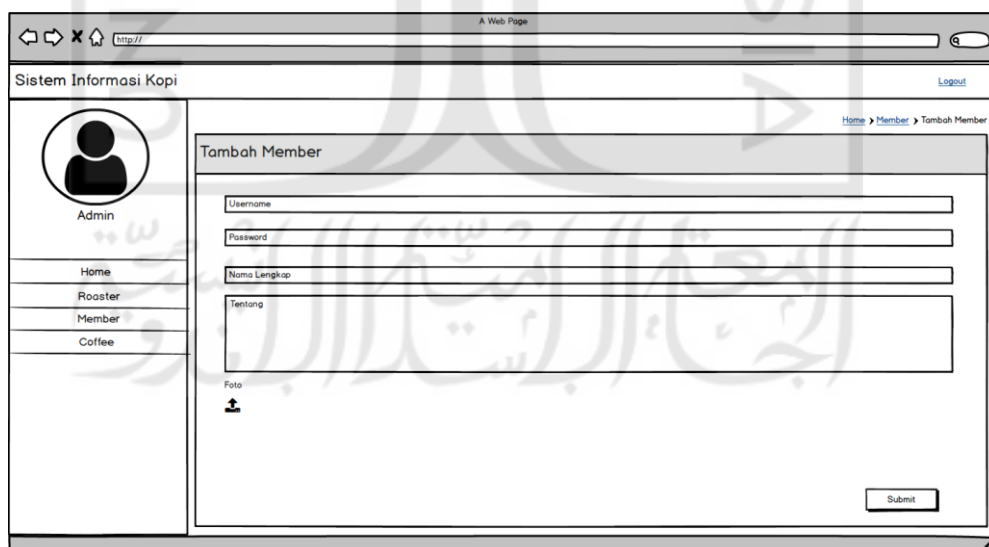 A Web Page
http://
Sistem Informasi Kopi
Logout
Home > Member > Tambah Member
Admin
Home
Roaster
Member
Coffee
Tambah Member
Username
Password
Nama Lengkap
Tentang
Foto
Submit